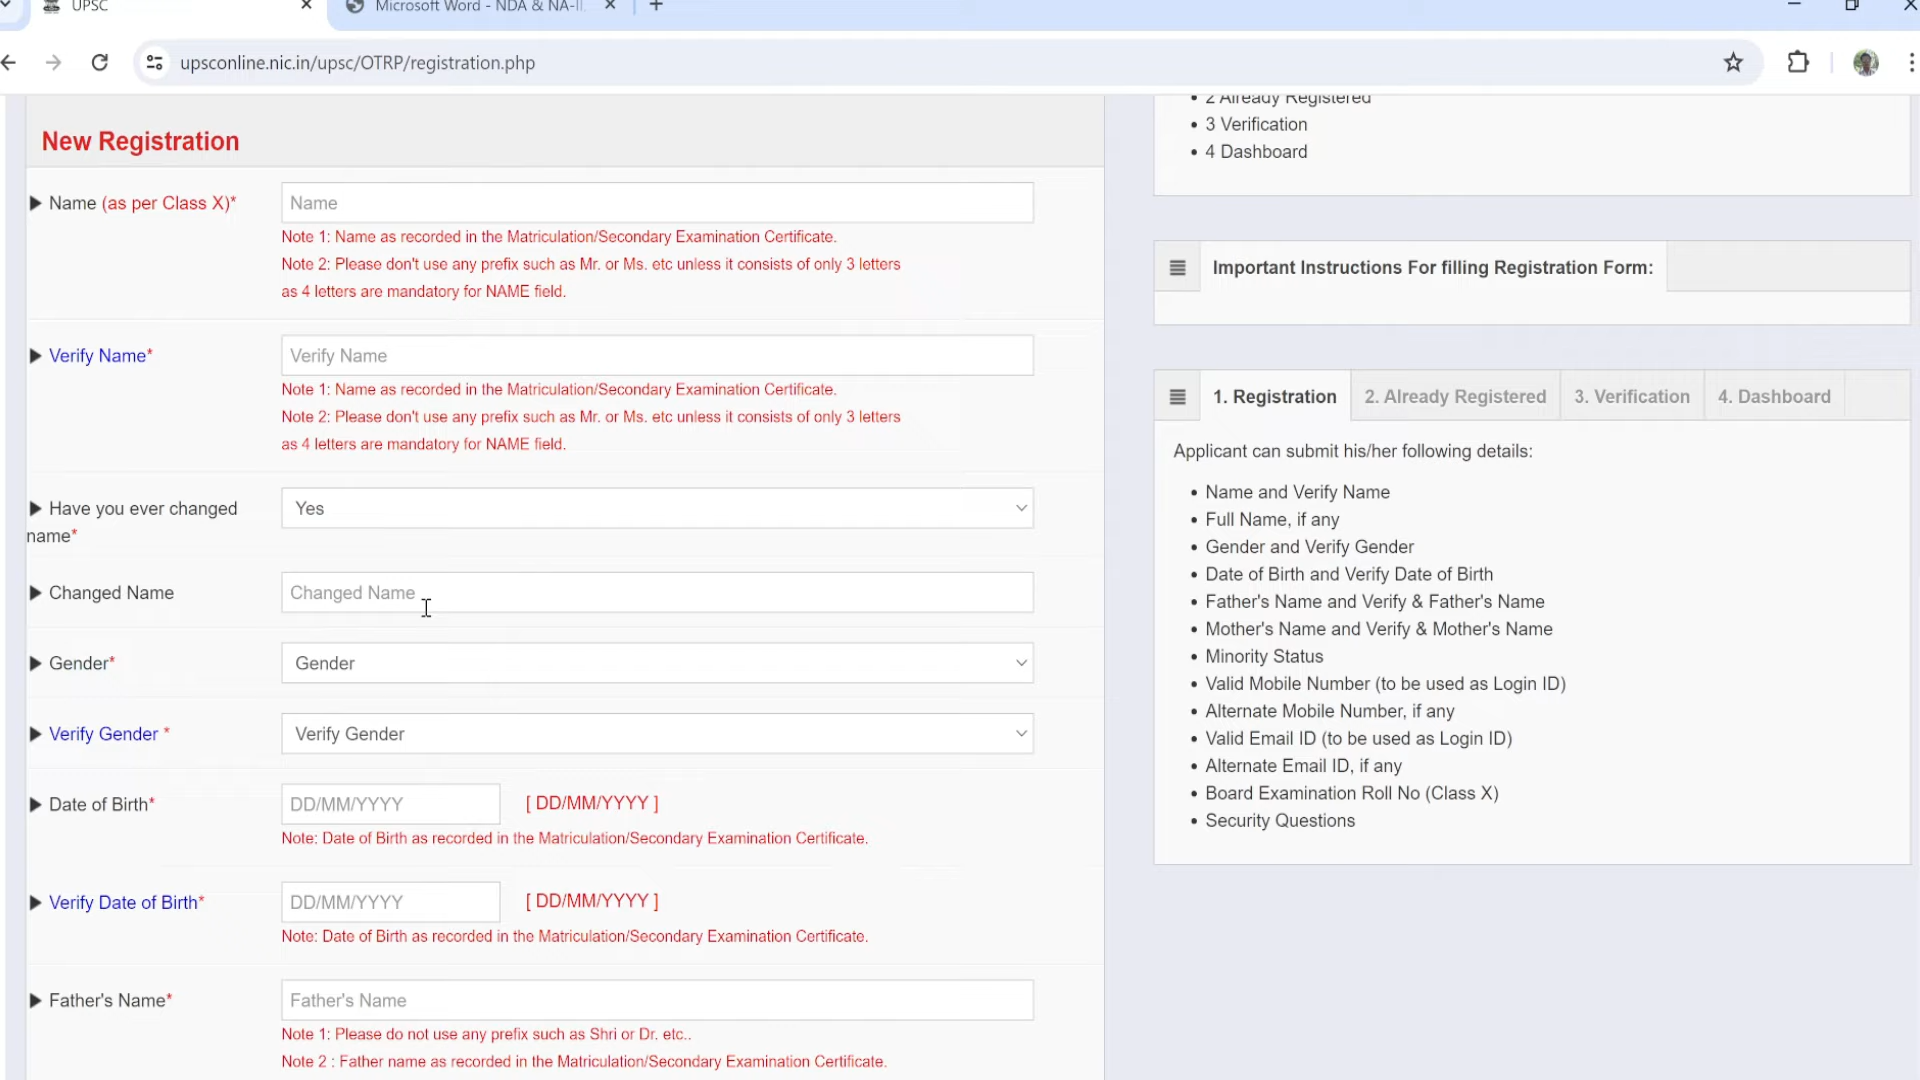 UPSC
Microsoft Word - NDA & NA-II
upsconline.nic.in/upsc/OTRP/registration.php
New Registration
Name (as per Class X)*
Name
Note 1: Name as recorded in the Matriculation/Secondary Examination Certificate.
Note 2: Please don't use any prefix such as Mr. or Ms. etc unless it consists of only 3 letters
as 4 letters are mandatory for NAME field.
Verify Name*
Verify Name
Note 1: Name as recorded in the Matriculation/Secondary Examination Certificate.
Note 2: Please don't use any prefix such as Mr. or Ms. etc unless it consists of only 3 letters
as 4 letters are mandatory for NAME field.
Have you ever changed
name*
Yes
Changed Name
Changed Name
Gender*
Gender
Verify Gender *
Verify Gender
Date of Birth*
DD/MM/YYYY
[ DD/MM/YYYY ]
Note: Date of Birth as recorded in the Matriculation/Secondary Examination Certificate.
Verify Date of Birth*
DD/MM/YYYY
[ DD/MM/YYYY ]
Note: Date of Birth as recorded in the Matriculation/Secondary Examination Certificate.
Father's Name*
Father's Name
Note 1: Please do not use any prefix such as Shri or Dr. etc..
Note 2 : Father name as recorded in the Matriculation/Secondary Examination Certificate.
2 Already Registered
3 Verification
4 Dashboard
Important Instructions For filling Registration Form:
1. Registration
2. Already Registered
3. Verification
4. Dashboard
Applicant can submit his/her following details:
Name and Verify Name
Full Name, if any
Gender and Verify Gender
Date of Birth and Verify Date of Birth
Father's Name and Verify & Father's Name
Mother's Name and Verify & Mother's Name
Minority Status
Valid Mobile Number (to be used as Login ID)
Alternate Mobile Number, if any
Valid Email ID (to be used as Login ID)
Alternate Email ID, if any
Board Examination Roll No (Class X)
Security Questions